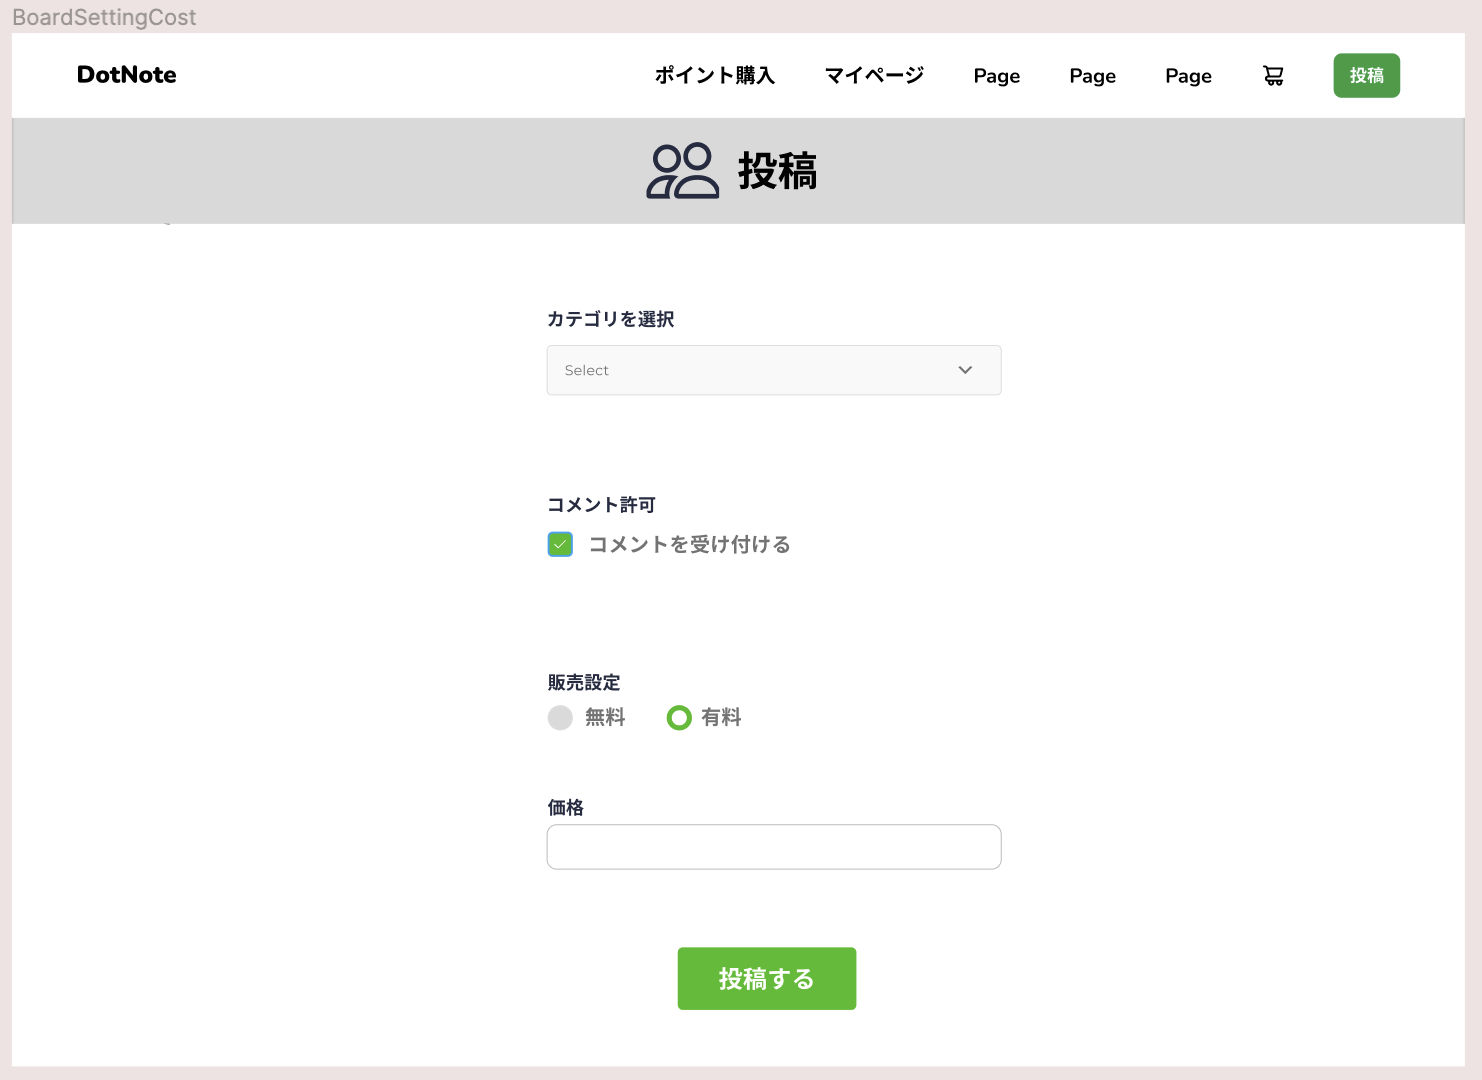 BoardSettingCost
DotNote ポイント購入 マイページ Page Page Page 投稿
投稿
カテゴリを選択
Select
コメント許可
コメントを受け付ける
販売設定
無料 有料
価格
投稿する